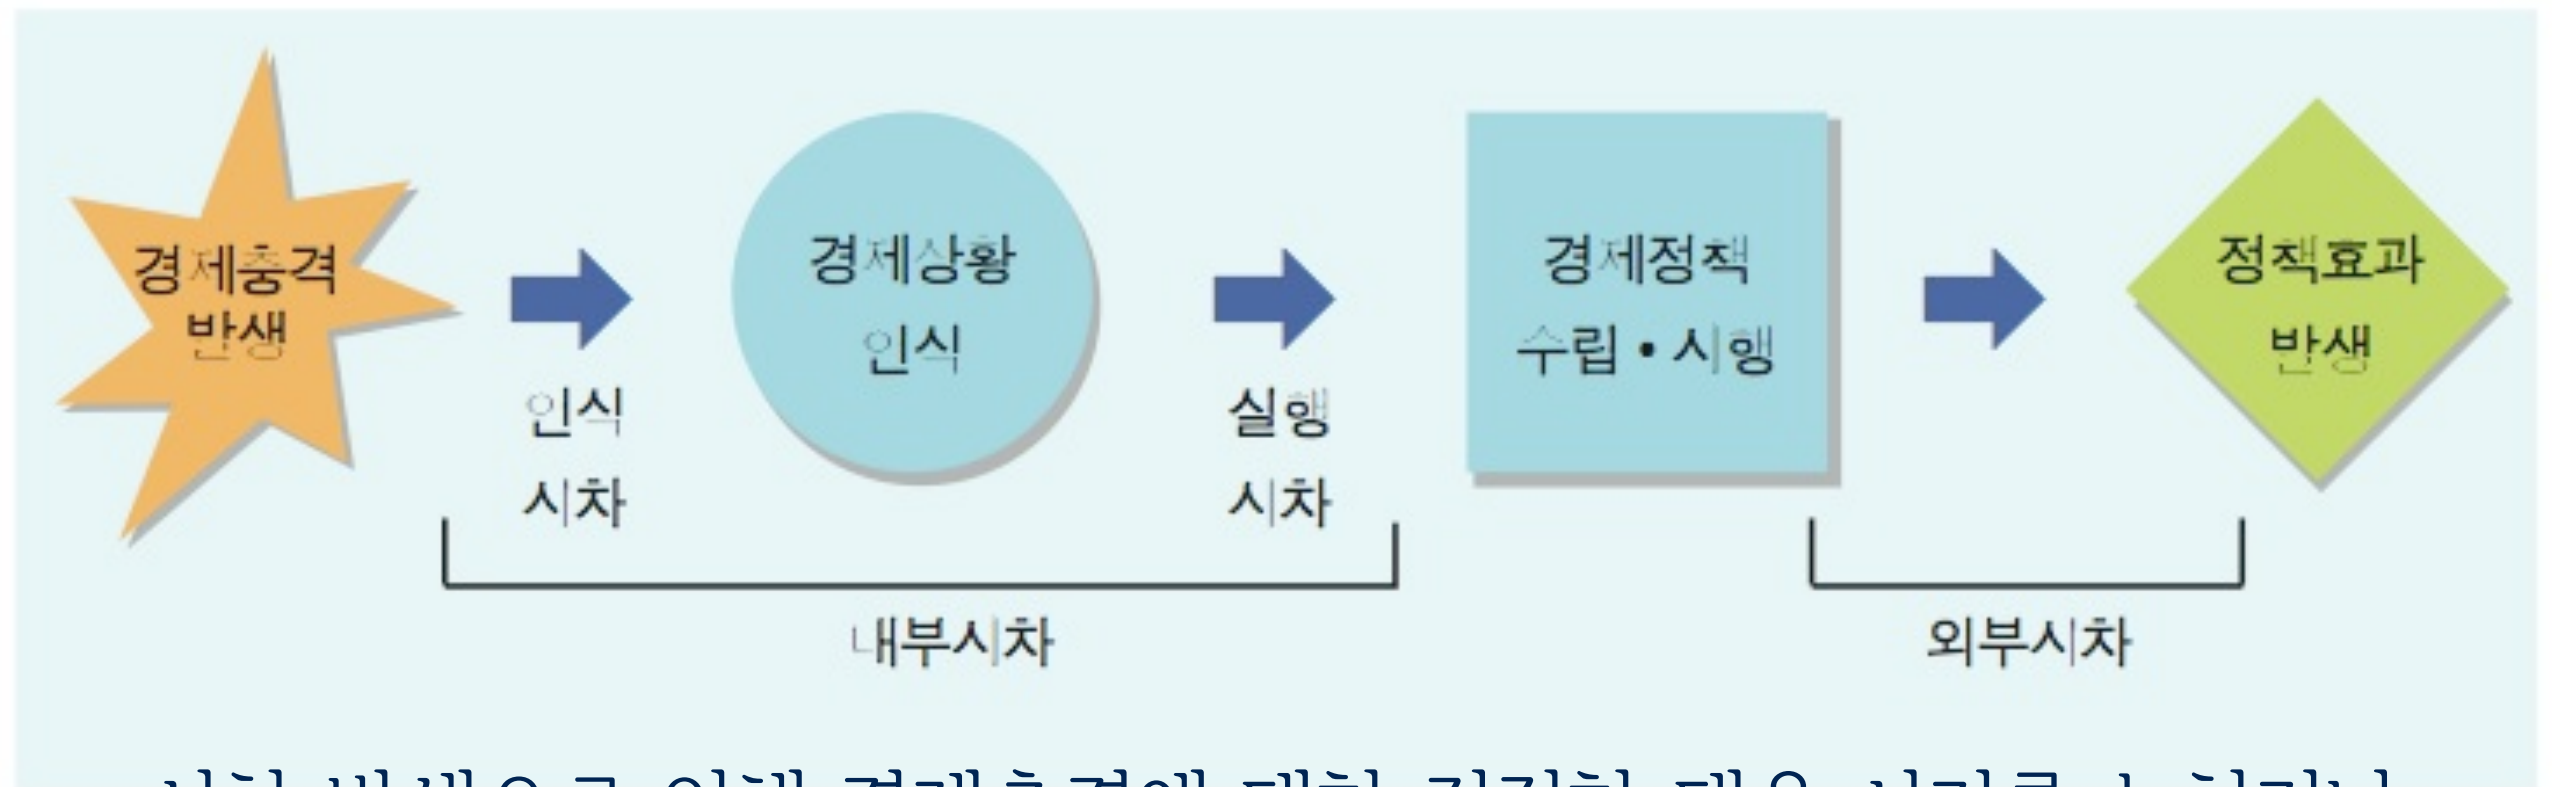 경제충격
발생
인식
시차
경제상황
인식
실행
시차
경제정책
수립 • 시행
정책효과
발생
내부시차
외부시차